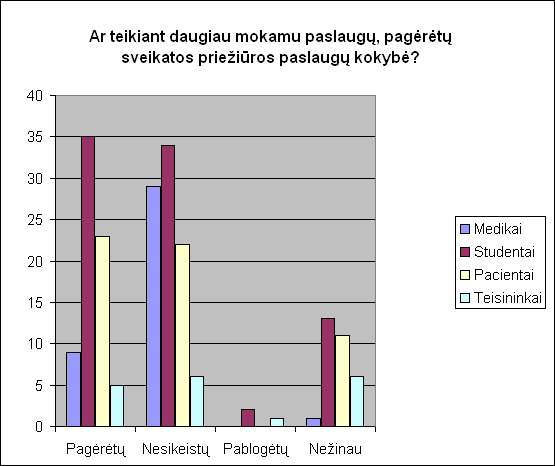 Ar teikiant daugiau mokamu paslaugų, pagėrėtų
sveikatos priežiūros paslaugų kokybė?
40
35
30
25
20
15
10
5
0
Pagėrėtų Nesikeistų Pablogėtų Nežinau
Medikai
Studentai
Pacientai
Teisininkai